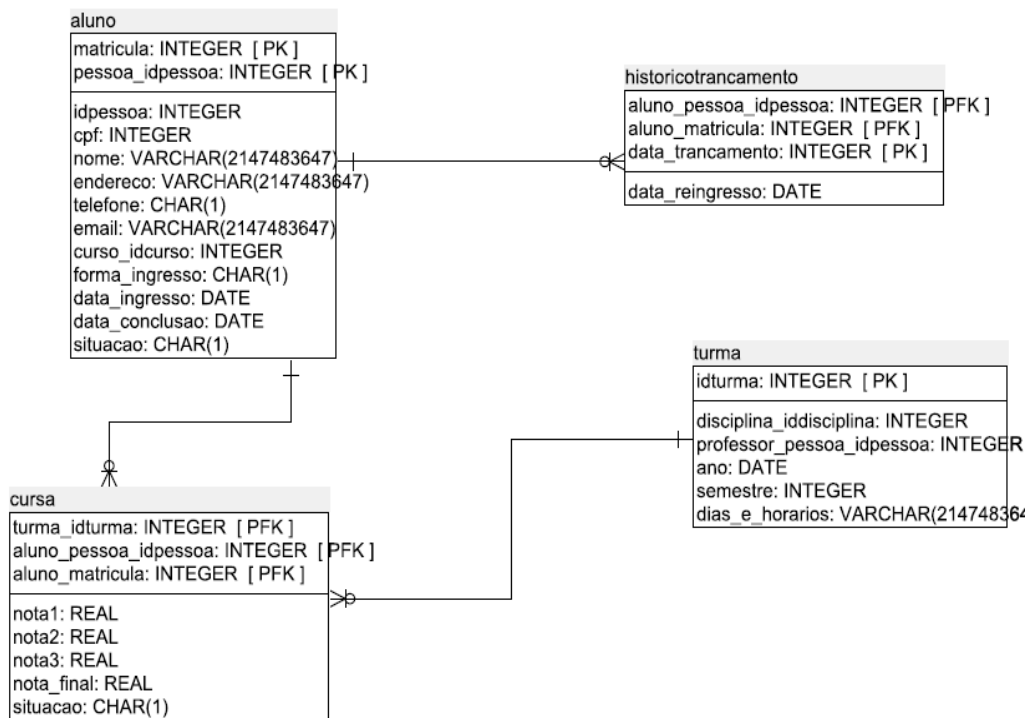 aluno
matricula: INTEGER [ PK ]
pessoa_idpessoa: INTEGER [ PK ]
idpessoa: INTEGER
cpf: INTEGER
nome: VARCHAR(2147483647)
endereco: VARCHAR(2147483647)
telefone: CHAR(1)
email: VARCHAR(2147483647)
curso_idcurso: INTEGER
forma_ingresso: CHAR(1)
data_ingresso: DATE
data_conclusao: DATE
situacao: CHAR(1)
historicotrancamento
aluno_pessoa_idpessoa: INTEGER [ PFK ]
aluno_matricula: INTEGER [ PFK ]
data_trancamento: INTEGER [ PK ]
data_reingresso: DATE
turma
idturma: INTEGER [ PK ]
disciplina_iddisciplina: INTEGER
professor_pessoa_idpessoa: INTEGER
ano: DATE
semestre: INTEGER
dias_e_horarios: VARCHAR(214748364
cursa
turma_idturma: INTEGER [ PFK ]
aluno_pessoa_idpessoa: INTEGER [ PFK ]
aluno_matricula: INTEGER [ PFK ]
nota1: REAL
nota2: REAL
nota3: REAL
nota_final: REAL
situacao: CHAR(1)